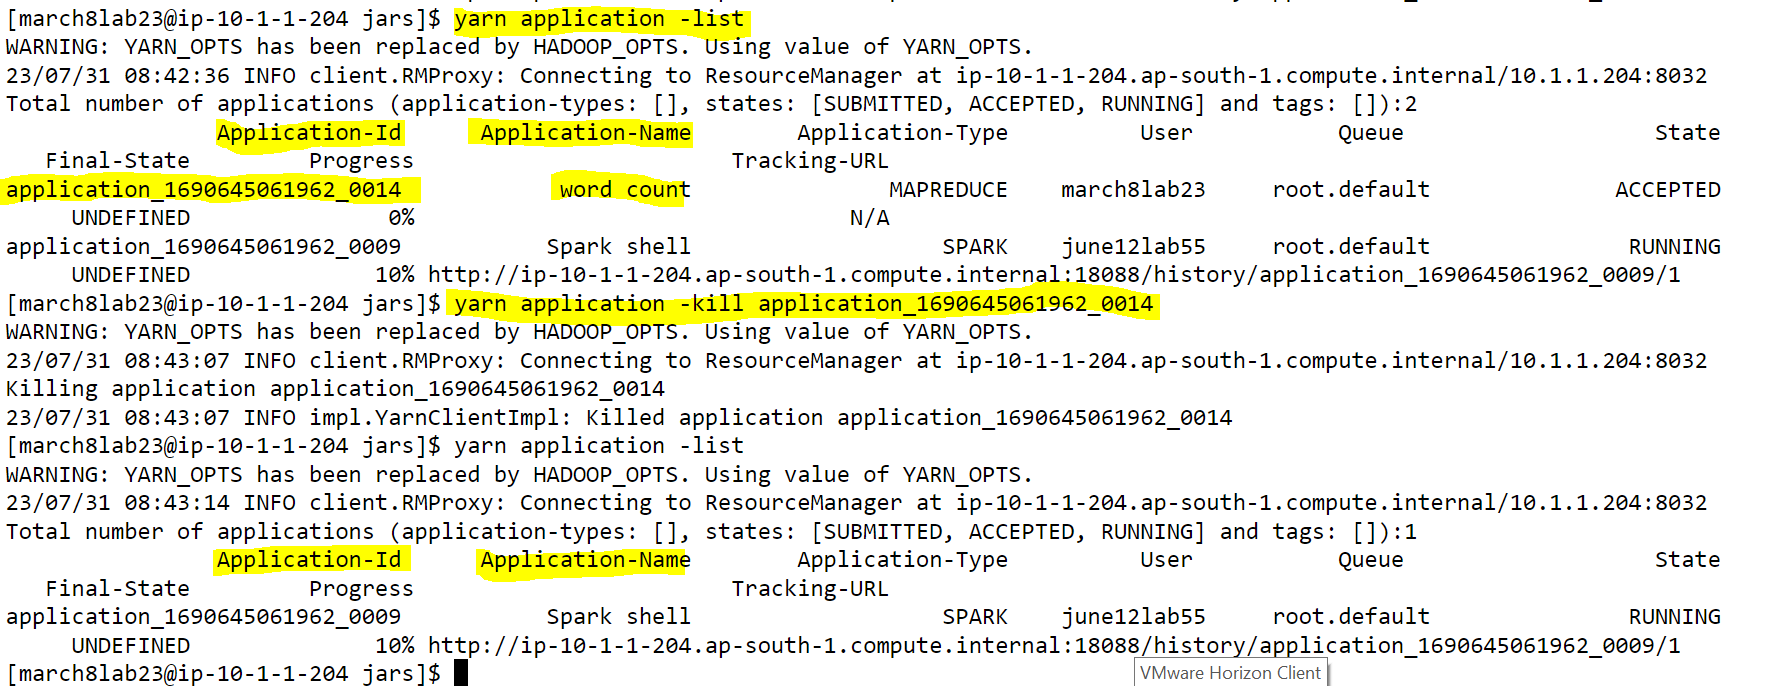 [march8lab23@ip-10-1-1-204 jars]$ yarn application -list
WARNING: YARN_OPTS has been replaced by HADOOP_OPTS. Using value of YARN_OPTS.
23/07/31 08:42:36 INFO client.RMProxy: Connecting to ResourceManager at ip-10-1-1-204.ap-south-1.compute.internal/10.1.1.204:8032
Total number of applications (application-types: [], states: [SUBMITTED, ACCEPTED, RUNNING] and tags: []):2
Application-Id Application-Name Application-Type User Queue State
Final-State Progress Tracking-URL
application_1690645061962_0014 word count MAPREDUCE march8lab23 root.default ACCEPTED
UNDEFINED 0% N/A
application_1690645061962_0009 Spark shell SPARK june12lab55 root.default RUNNING
UNDEFINED 10% http://ip-10-1-1-204.ap-south-1.compute.internal:18088/history/application_1690645061962_0009/1
[march8lab23@ip-10-1-1-204 jars]$ yarn application -kill application_1690645061962_0014
WARNING: YARN_OPTS has been replaced by HADOOP_OPTS. Using value of YARN_OPTS.
23/07/31 08:43:07 INFO client.RMProxy: Connecting to ResourceManager at ip-10-1-1-204.ap-south-1.compute.internal/10.1.1.204:8032
Killing application application_1690645061962_0014
23/07/31 08:43:07 INFO impl.YarnClientImpl: Killed application application_1690645061962_0014
[march8lab23@ip-10-1-1-204 jars]$ yarn application -list
WARNING: YARN_OPTS has been replaced by HADOOP_OPTS. Using value of YARN_OPTS.
23/07/31 08:43:14 INFO client.RMProxy: Connecting to ResourceManager at ip-10-1-1-204.ap-south-1.compute.internal/10.1.1.204:8032
Total number of applications (application-types: [], states: [SUBMITTED, ACCEPTED, RUNNING] and tags: []):1
Application-Id Application-Name Application-Type User Queue State
Final-State Progress Tracking-URL
application_1690645061962_0009 Spark shell SPARK june12lab55 root.default RUNNING
UNDEFINED 10% http://ip-10-1-1-204.ap-south-1.compute.internal:18088/history/application_1690645061962_0009/1
[march8lab23@ip-10-1-1-204 jars]$
VMware Horizon Client